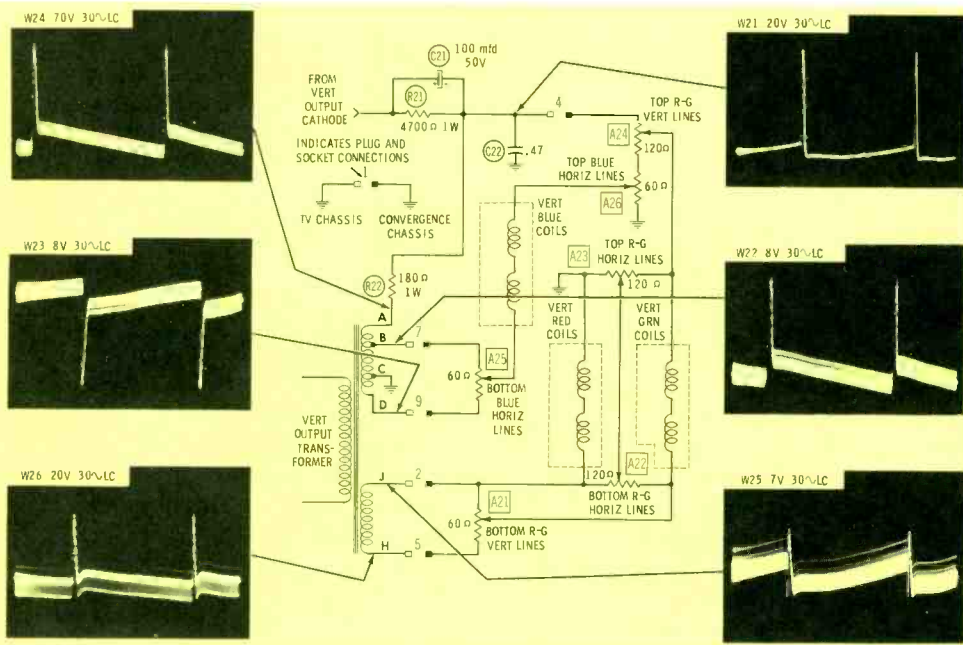 W24 70V 30~LC
W21 20V 30~LC
C21
100 mfd
50V
FROM
VERT
OUTPUT
CATHODE
R21
4700Ω 1W
4
TOP R-G
VERT LINES
A24
120Ω
INDICATES PLUG AND
SOCKET CONNECTIONS
1
C22
.47
TOP BLUE
HORIZ LINES
60Ω
A26
TV CHASSIS
CONVERGENCE
CHASSIS
VERT
BLUE
COILS
W23 8V 30~LC
W22 8V 30~LC
A23
TOP R-G
HORIZ LINES
120Ω
R22
180Ω
1W
A
B
7
C
D
9
VERT
RED
COILS
VERT
GRN
COILS
A25
60Ω
BOTTOM
BLUE
HORIZ
LINES
VERT
OUTPUT
TRANS-
FORMER
W26 20V 30~LC
W25 7V 30~LC
J
2
120Ω
A22
BOTTOM R-G
HORIZ LINES
A21
60Ω
BOTTOM R-G
VERT LINES
H
5